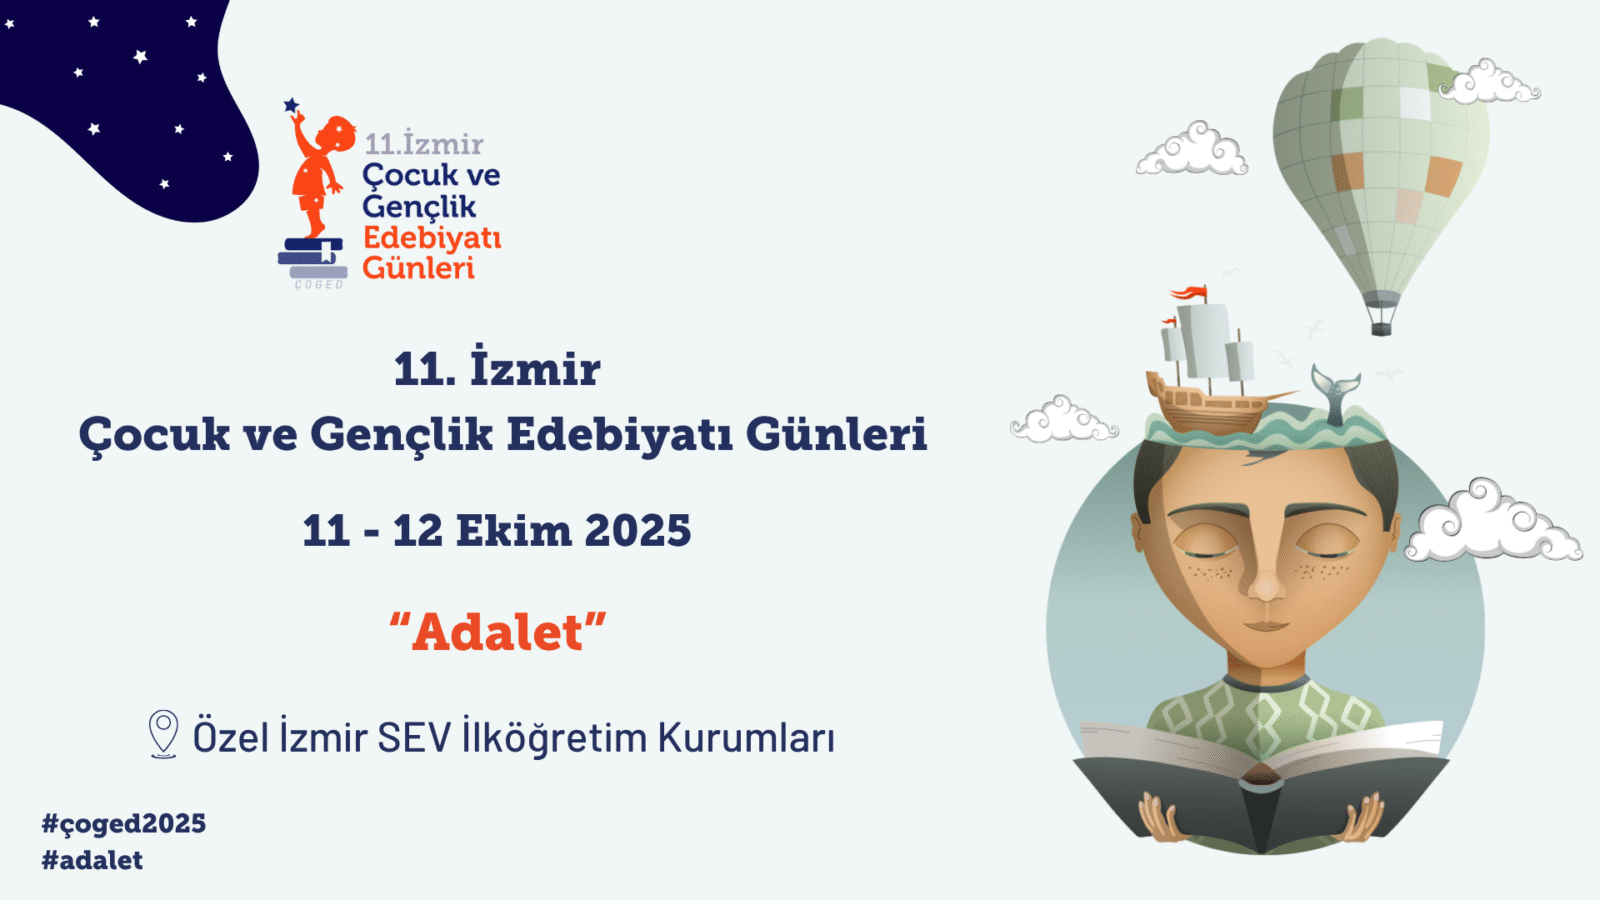 11.İzmir
Çocuk ve
Gençlik
Edebiyatı
Günleri
ÇOGED
11. İzmir
Çocuk ve Gençlik Edebiyatı Günleri
11 - 12 Ekim 2025
“Adalet”
Özel İzmir SEV İlköğretim Kurumları
#çoged2025
#adalet